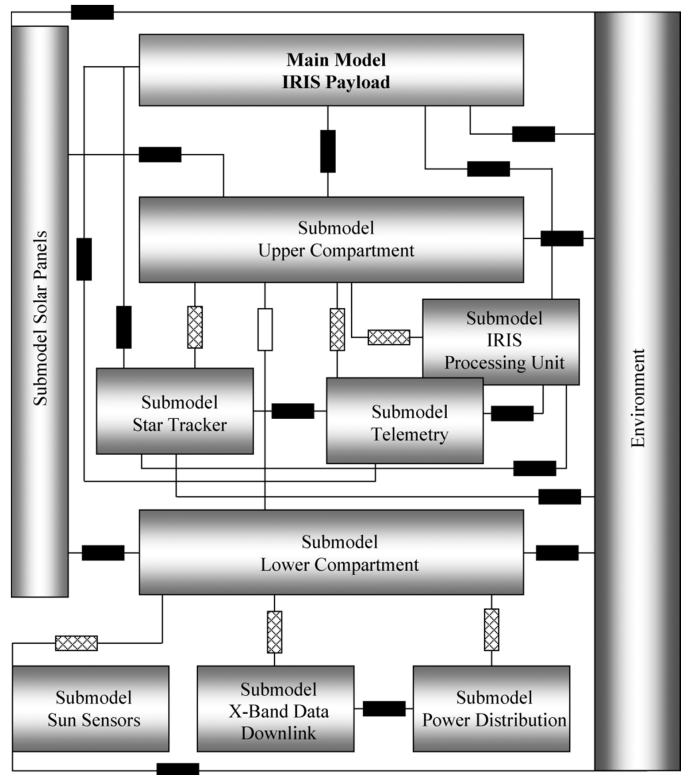 Main Model
IRIS Payload
Submodel Solar Panels
Submodel
Upper Compartment
Environment
Submodel
IRIS
Processing Unit
Submodel
Star Tracker
Submodel
Telemetry
Submodel
Lower Compartment
Submodel
Sun Sensors
Submodel
X-Band Data
Downlink
Submodel
Power Distribution